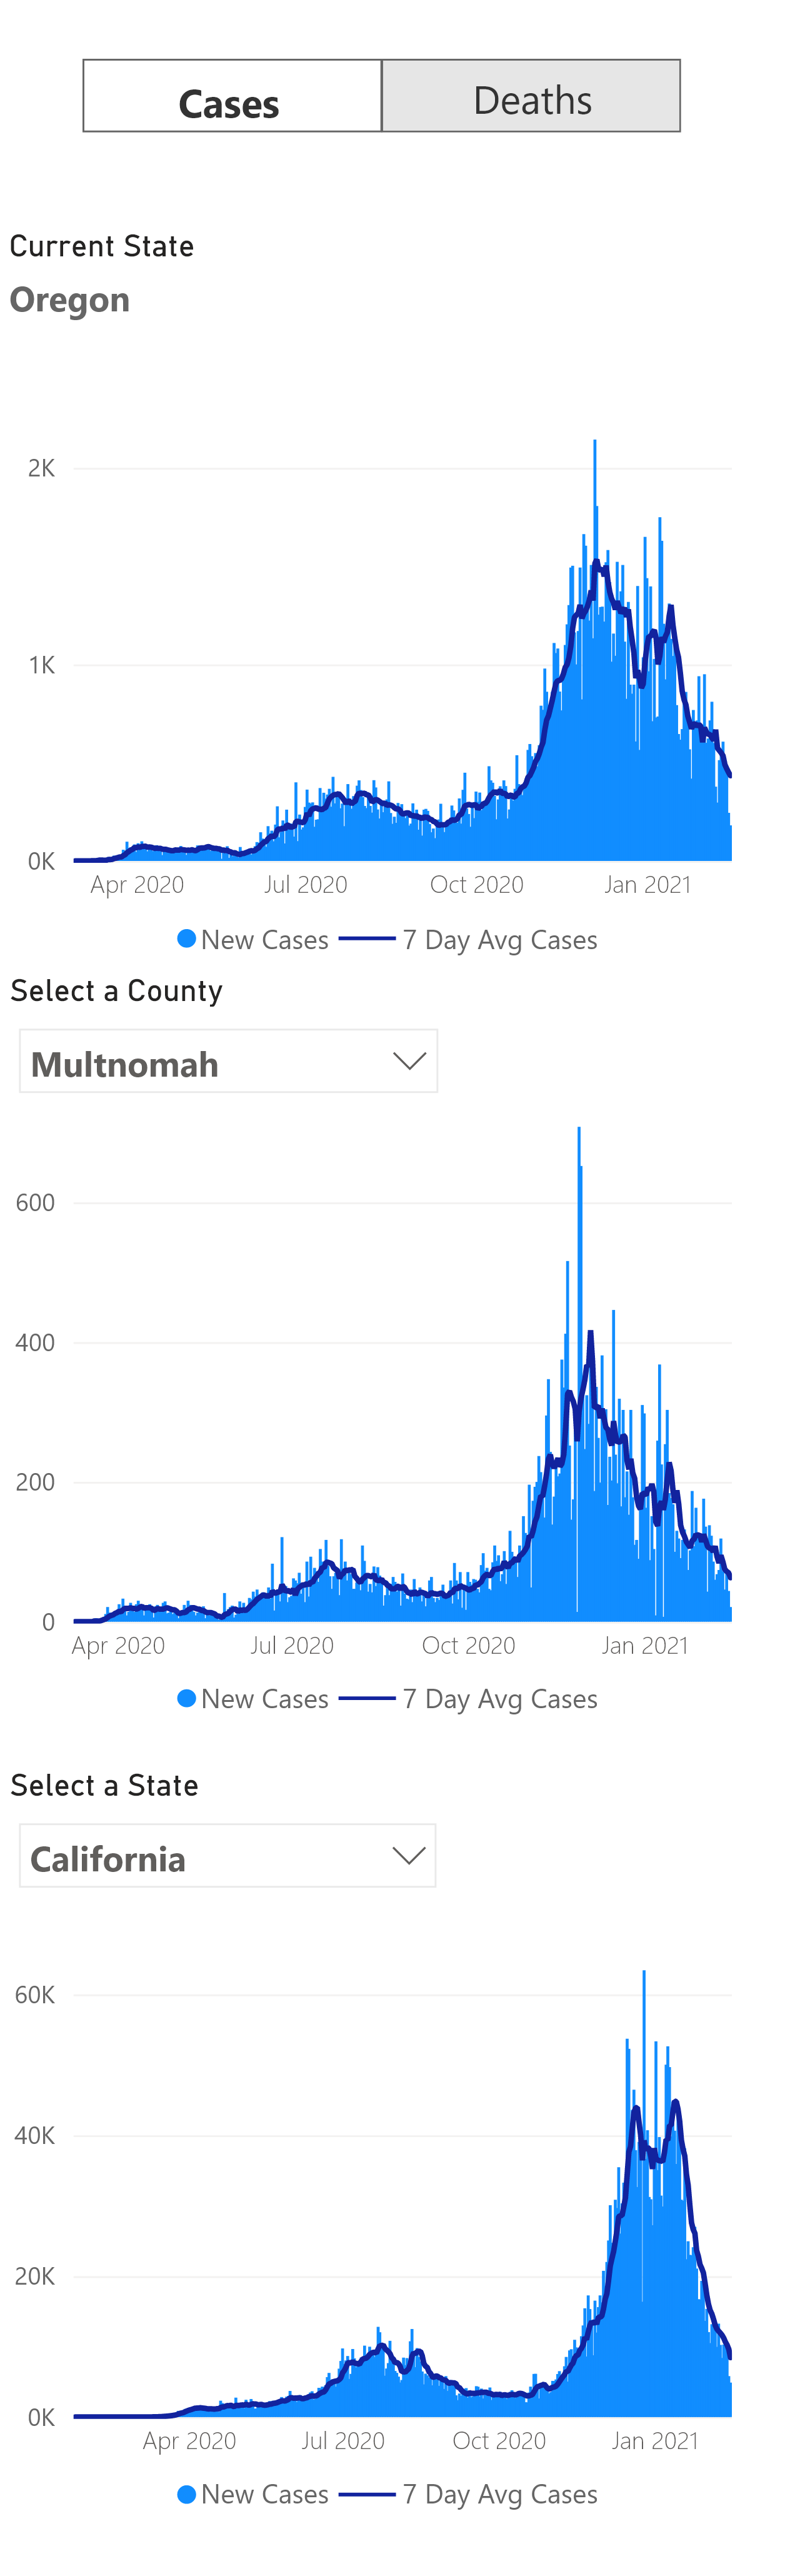 Cases Deaths
Current State
Oregon
2K
1K
0K
Apr 2020 Jul 2020 Oct 2020 Jan 2021
New Cases 7 Day Avg Cases
Select a County
Multnomah
600
400
200
0
Apr 2020 Jul 2020 Oct 2020 Jan 2021
New Cases 7 Day Avg Cases
Select a State
California
60K
40K
20K
0K
Apr 2020 Jul 2020 Oct 2020 Jan 2021
New Cases 7 Day Avg Cases